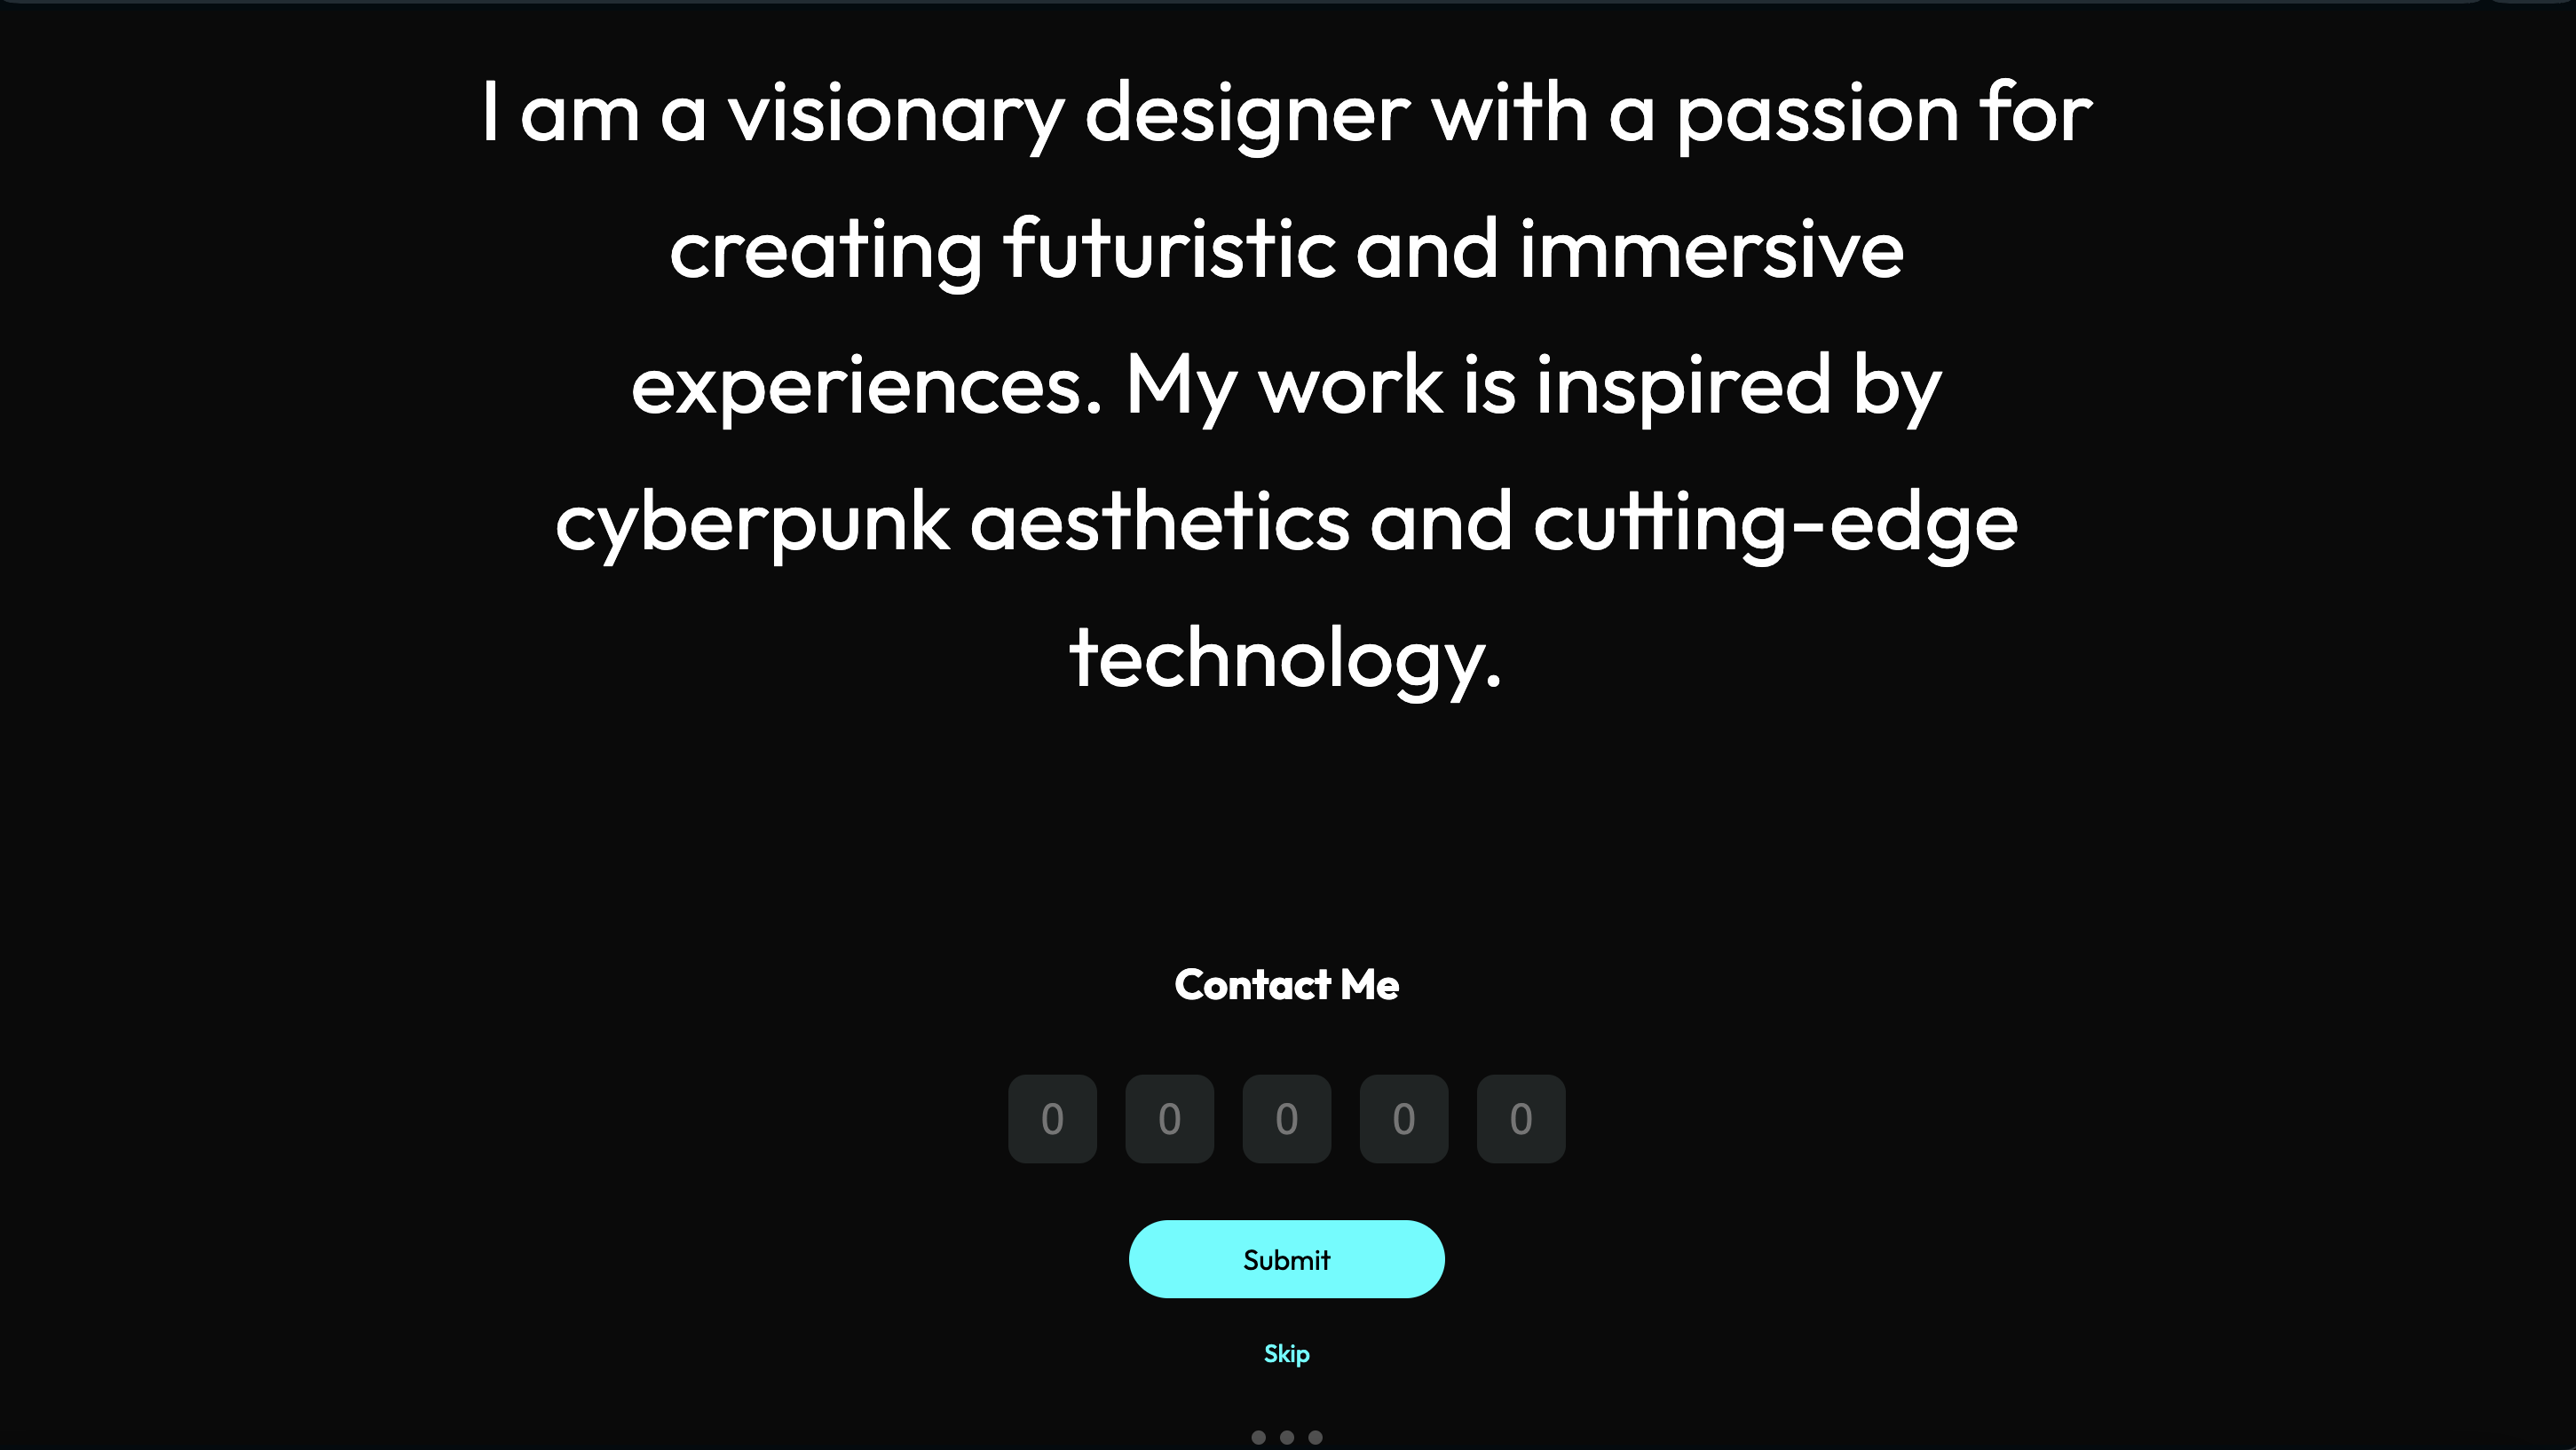 I am a visionary designer with a passion for
creating futuristic and immersive
experiences. My work is inspired by
cyberpunk aesthetics and cutting-edge
technology.
Contact Me
0 0 0 0 0
Submit
Skip